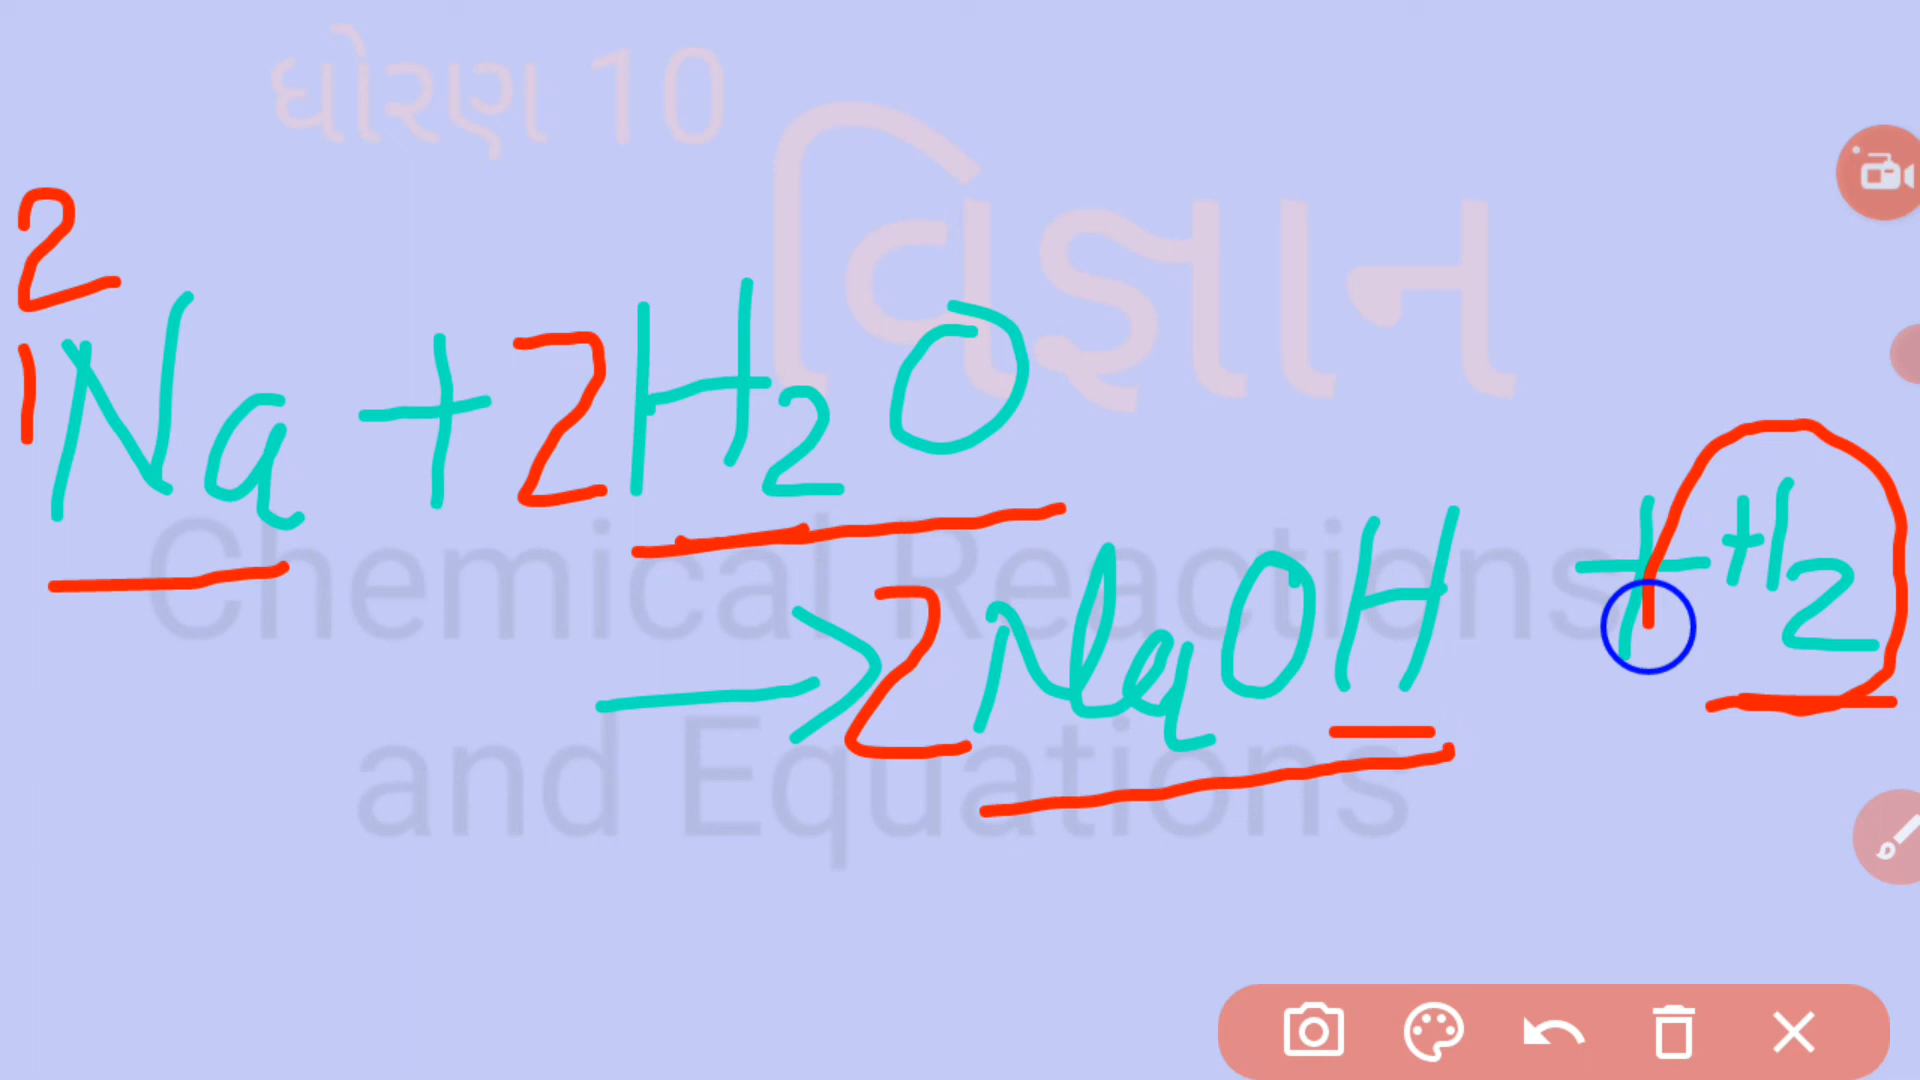 ધોરણ 10
વિજ્ઞાન
2
1Na + 2H₂O
Chemical Reactions
→ 2NaOH + H₂
and Equations